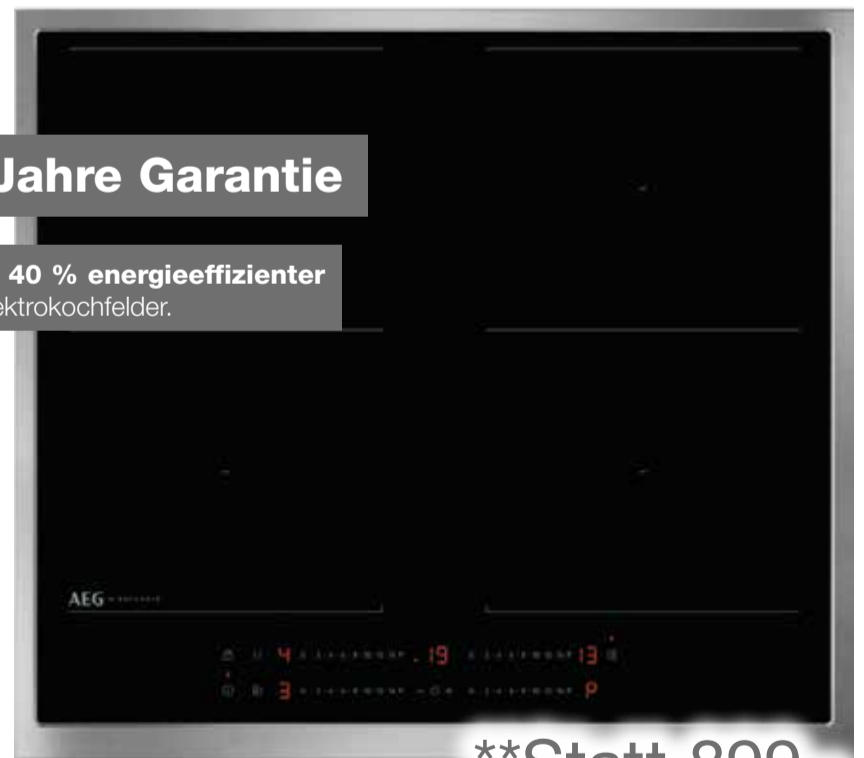 Jahre Garantie
40 % energieeffizienter
ektrokochfelder.
AEG
4 .19 13
3 P
**Statt 899